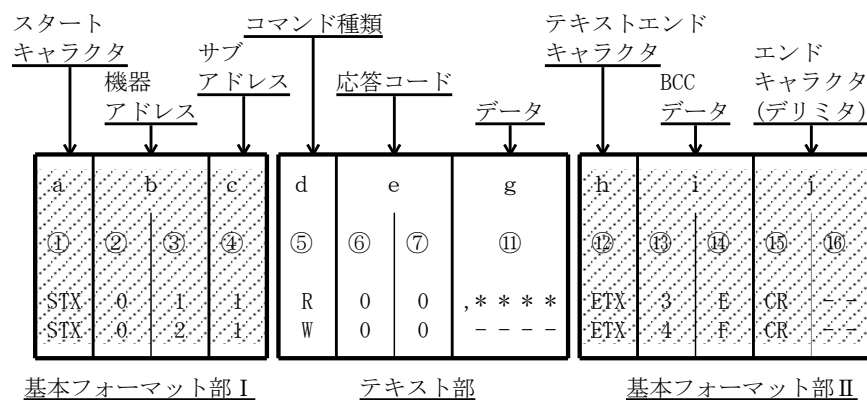 スタート
キャラクタ
機器
アドレス
サブ
アドレス
コマンド種類
応答コード
データ
テキストエンド
キャラクタ
BCC
データ
エンド
キャラクタ
(デリミタ)
a b c d e g h i j
① ② ③ ④ ⑤ ⑥ ⑦ ⑪ ⑫ ⑬ ⑭ ⑮ ⑯
STX 0 1 1 R 0 0 ,＊＊＊＊ ETX 3 E CR －－
STX 0 2 1 W 0 0 －－－－ ETX 4 F CR －－
基本フォーマット部Ⅰ テキスト部 基本フォーマット部Ⅱ